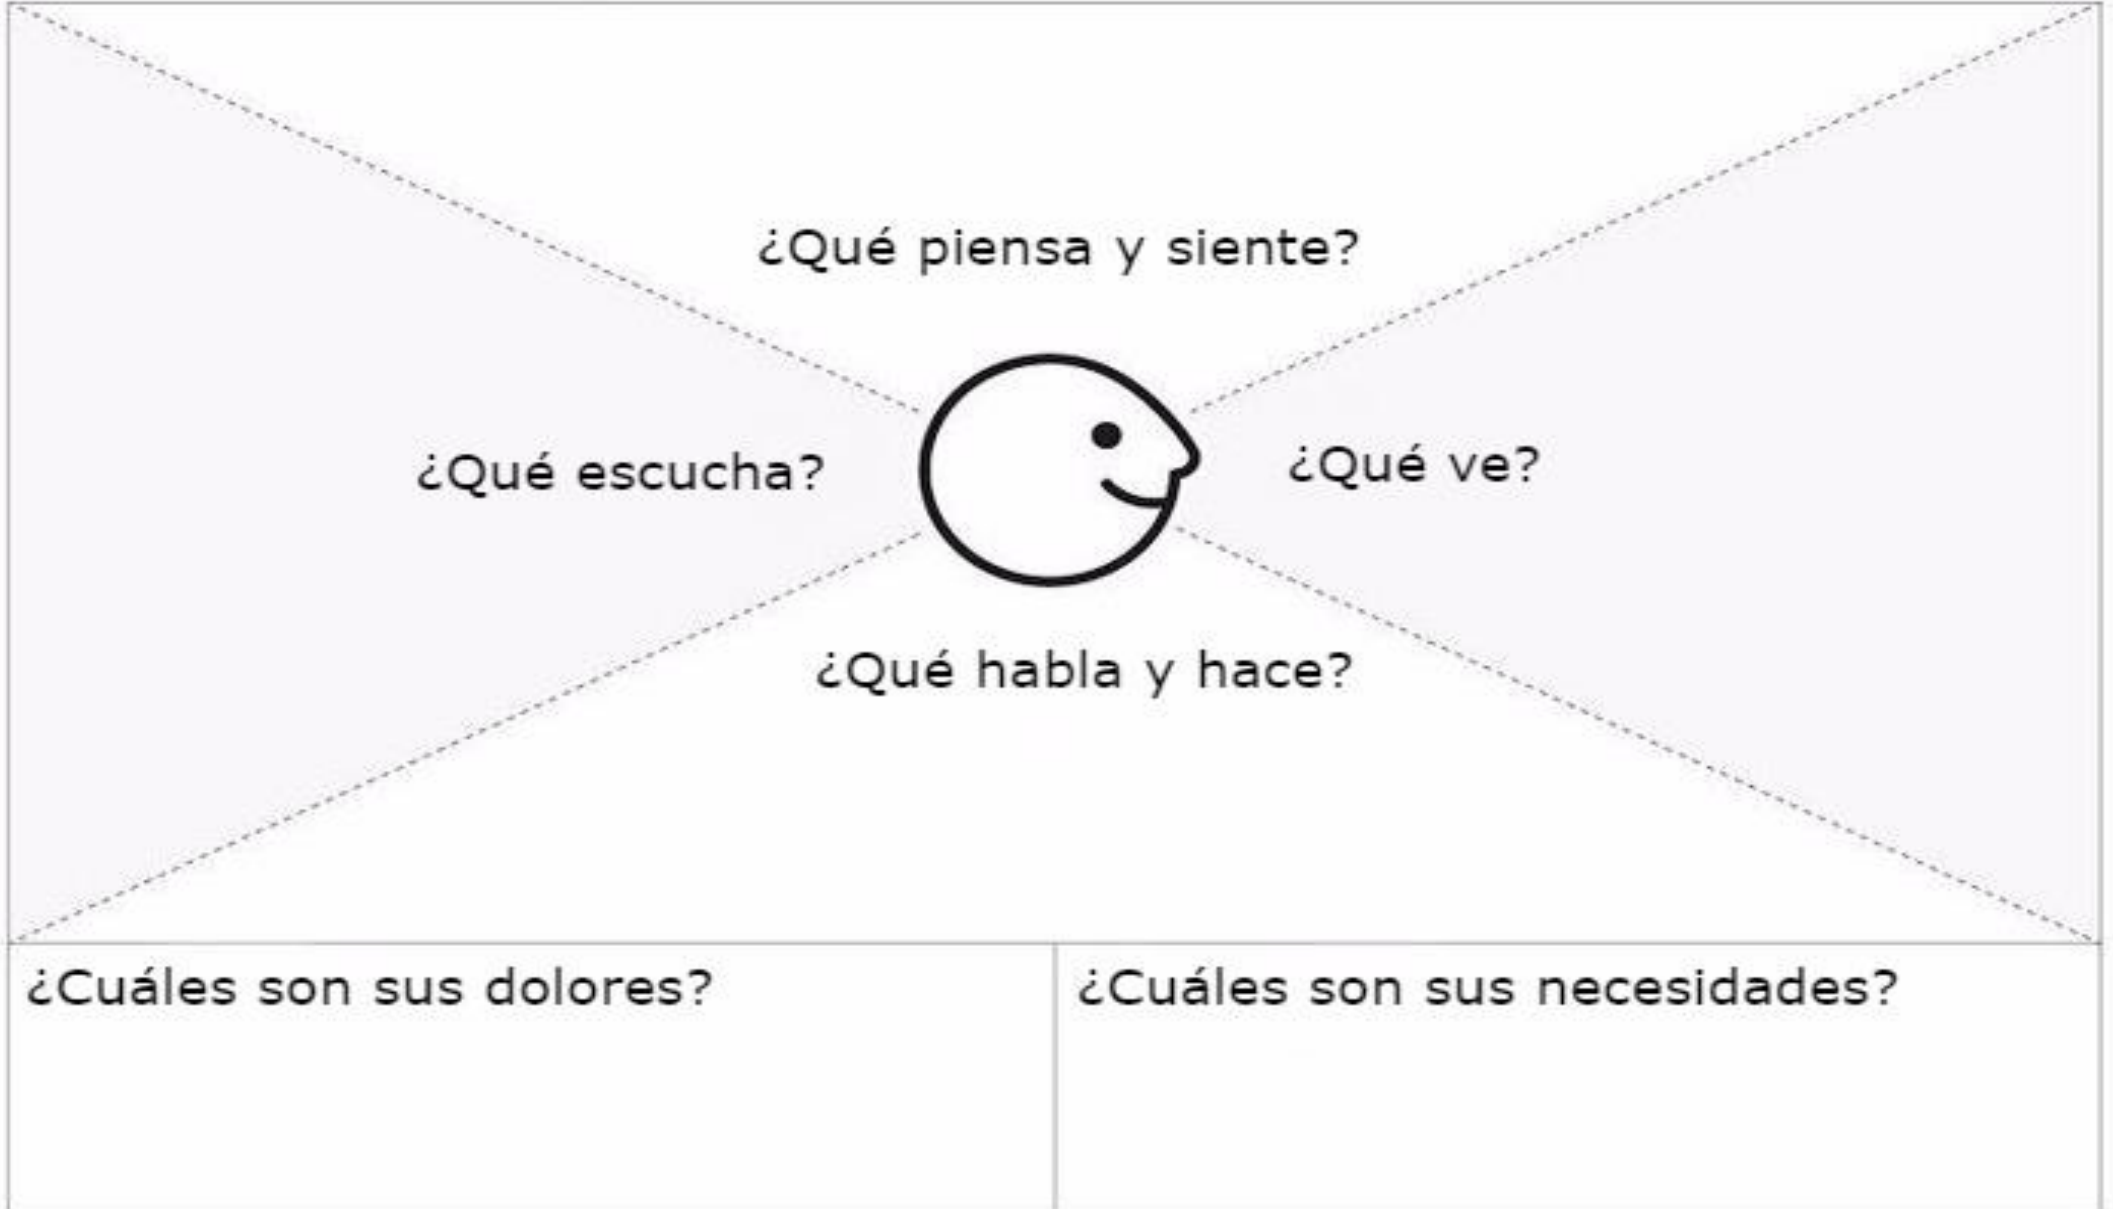 ¿Qué piensa y siente?
¿Qué escucha?
¿Qué ve?
¿Qué habla y hace?
¿Cuáles son sus dolores?
¿Cuáles son sus necesidades?